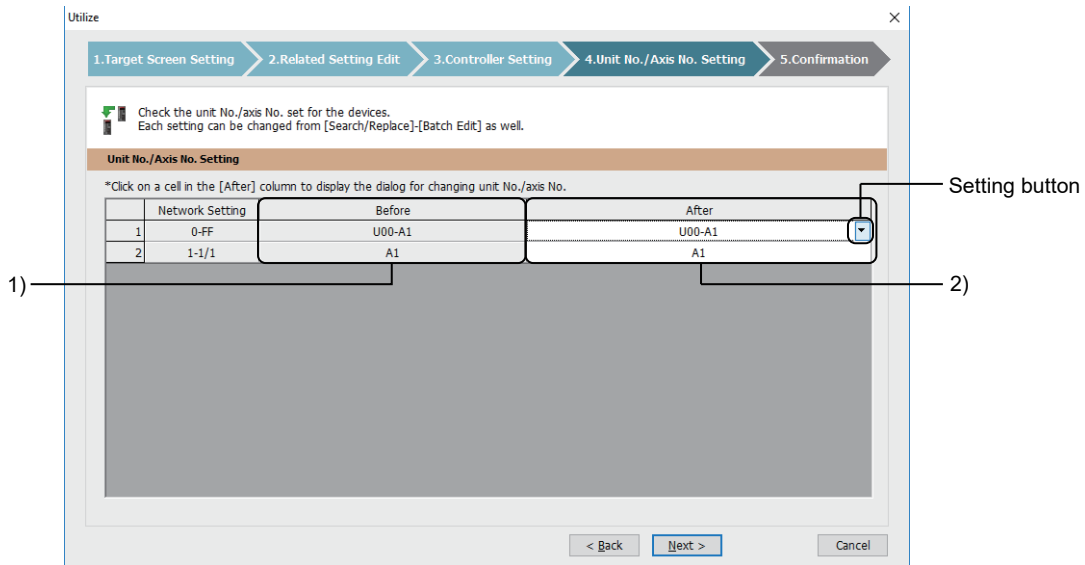 Utilize
1.Target Screen Setting 2.Related Setting Edit 3.Controller Setting 4.Unit No./Axis No. Setting 5.Confirmation
Check the unit No./axis No. set for the devices.
Each setting can be changed from [Search/Replace]-[Batch Edit] as well.
Unit No./Axis No. Setting
*Click on a cell in the [After] column to display the dialog for changing unit No./axis No.
Setting button
Network Setting Before After
1 0-FF U00-A1 U00-A1
2 1-1/1 A1 A1
1) 2)
< Back Next > Cancel